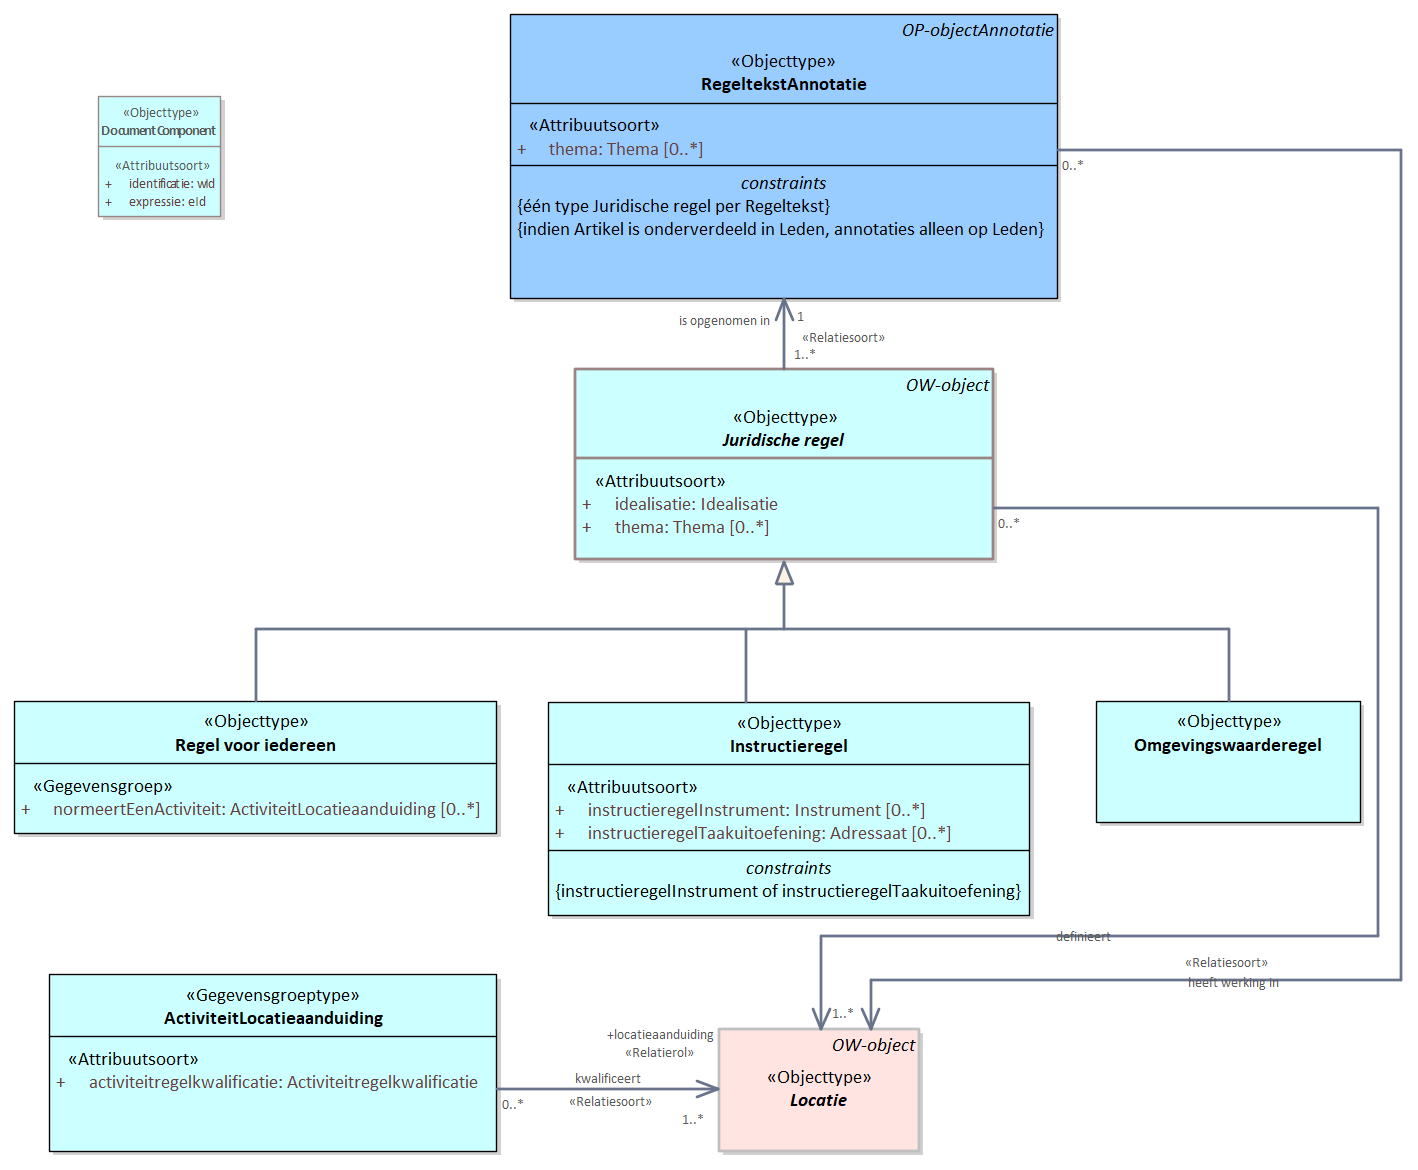 OP-objectAnnotatie
«Objecttype»
RegeltekstAnnotatie
«Attribuutsoort»
+ thema: Thema [0..*]
constraints
{één type Juridische regel per Regeltekst}
{indien Artikel is onderverdeeld in Leden, annotaties alleen op Leden}
«Objecttype»
DocumentComponent
«Attribuutsoort»
+ identificatie: wId
+ expressie: eId
0..*
is opgenomen in
1
«Relatiesoort»
1..*
OW-object
«Objecttype»
Juridische regel
«Attribuutsoort»
+ idealisatie: Idealisatie
+ thema: Thema [0..*]
0..*
«Objecttype»
Regel voor iedereen
«Gegevensgroep»
+ normeertEenActiviteit: ActiviteitLocatieaanduiding [0..*]
«Objecttype»
Instructieregel
«Attribuutsoort»
+ instructieregelInstrument: Instrument [0..*]
+ instructieregelTaakuitoefening: Adressaat [0..*]
constraints
{instructieregelInstrument of instructieregelTaakuitoefening}
«Objecttype»
Omgevingswaarderegel
definieert
«Relatiesoort»
heeft werking in
1..*
«Gegevensgroeptype»
ActiviteitLocatieaanduiding
«Attribuutsoort»
+ activiteitregelkwalificatie: Activiteitregelkwalificatie
+locatieaanduiding
«Relatierol»
kwalificeert
0..*
«Relatiesoort»
1..*
OW-object
«Objecttype»
Locatie